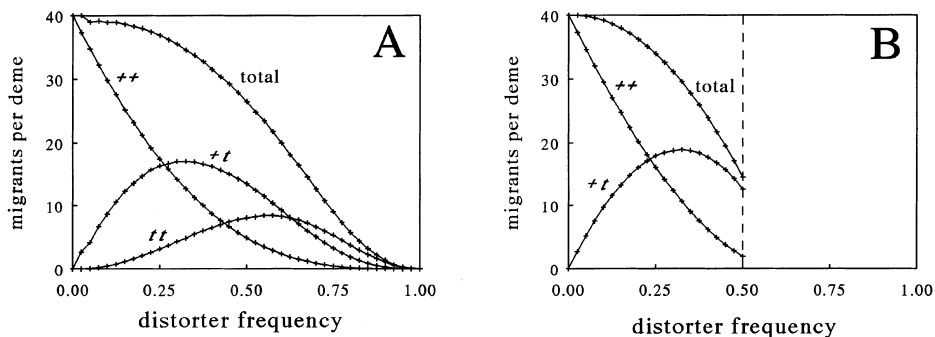 A
migrants per deme
40
30
20
10
0
++
total
+t
tt
0.00 0.25 0.50 0.75 1.00
distorter frequency
B
migrants per deme
40
30
20
10
0
++
total
+t
0.00 0.25 0.50 0.75 1.00
distorter frequency